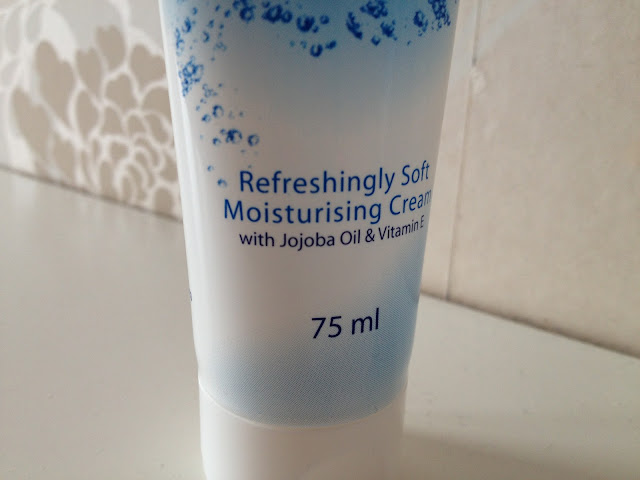 Refreshingly Soft
Moisturising Cream
with Jojoba Oil & Vitamin E
75 ml